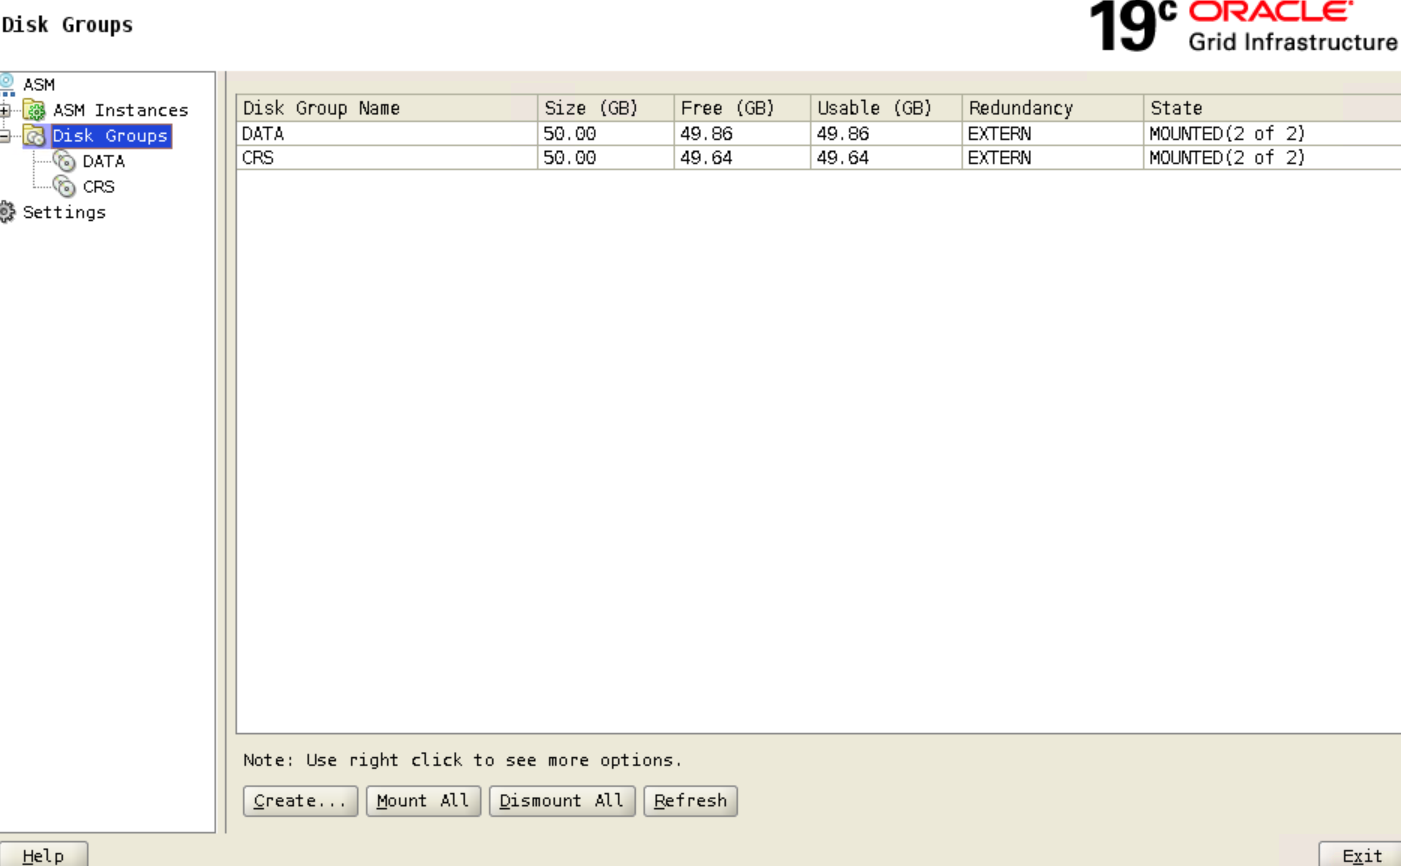 Disk Groups
19c ORACLE
Grid Infrastructure
ASM
ASM Instances
Disk Groups
DATA
CRS
Settings
Disk Group Name Size (GB) Free (GB) Usable (GB) Redundancy State
DATA 50.00 49.86 49.86 EXTERN MOUNTED(2 of 2)
CRS 50.00 49.64 49.64 EXTERN MOUNTED(2 of 2)
Note: Use right click to see more options.
Create... Mount All Dismount All Refresh
Help Exit